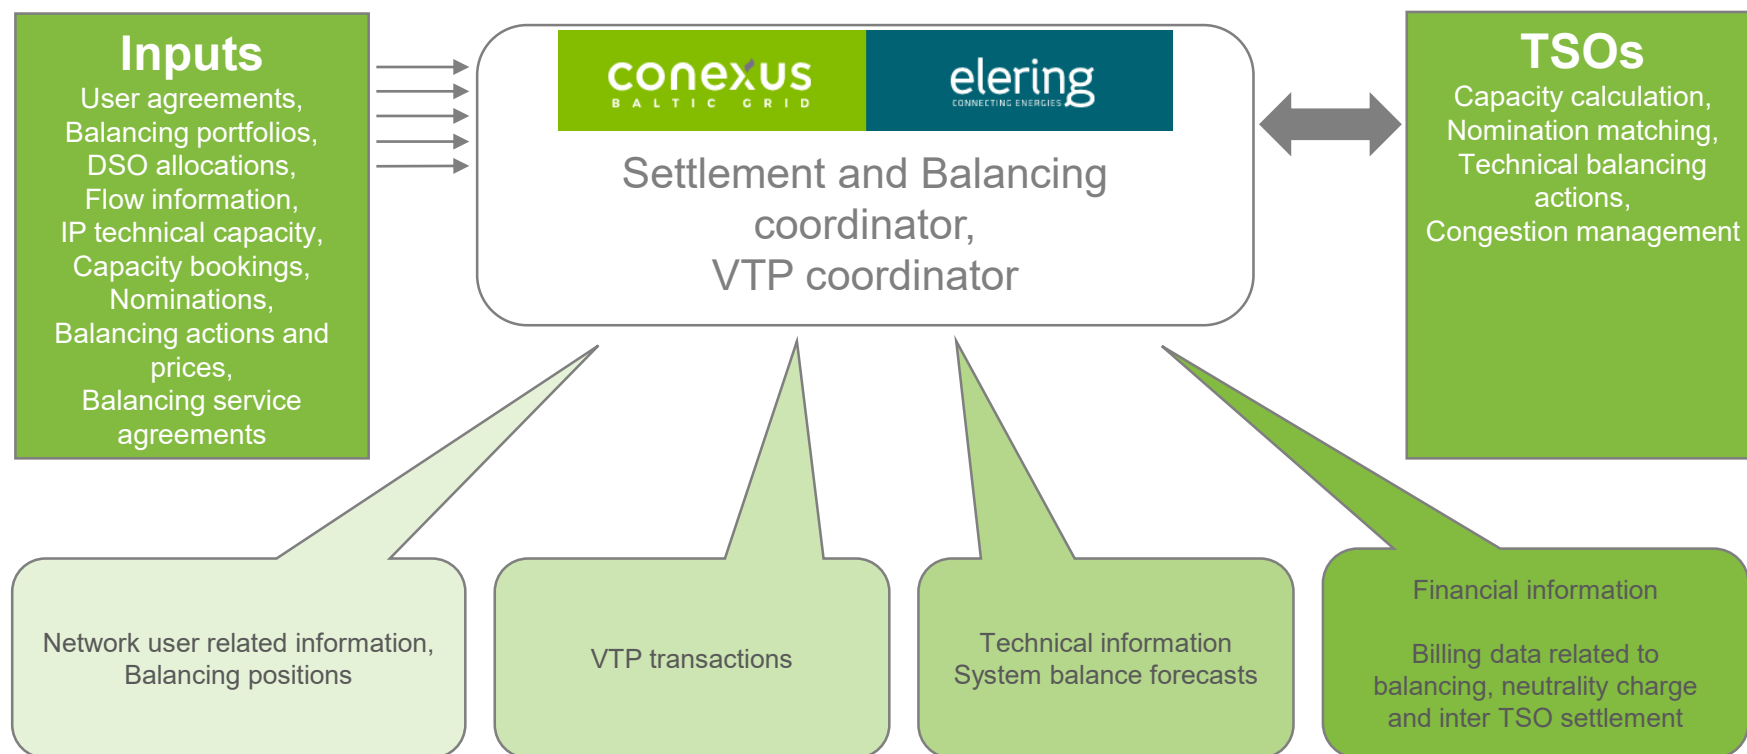 Inputs
User agreements,
Balancing portfolios,
DSO allocations,
Flow information,
IP technical capacity,
Capacity bookings,
Nominations,
Balancing actions and
prices,
Balancing service
agreements
conexus
BALTIC GRID
elering
CONNECTING ENERGIES
Settlement and Balancing
coordinator,
VTP coordinator
TSOs
Capacity calculation,
Nomination matching,
Technical balancing
actions,
Congestion management
Network user related information,
Balancing positions
VTP transactions
Technical information
System balance forecasts
Financial information
Billing data related to
balancing, neutrality charge
and inter TSO settlement